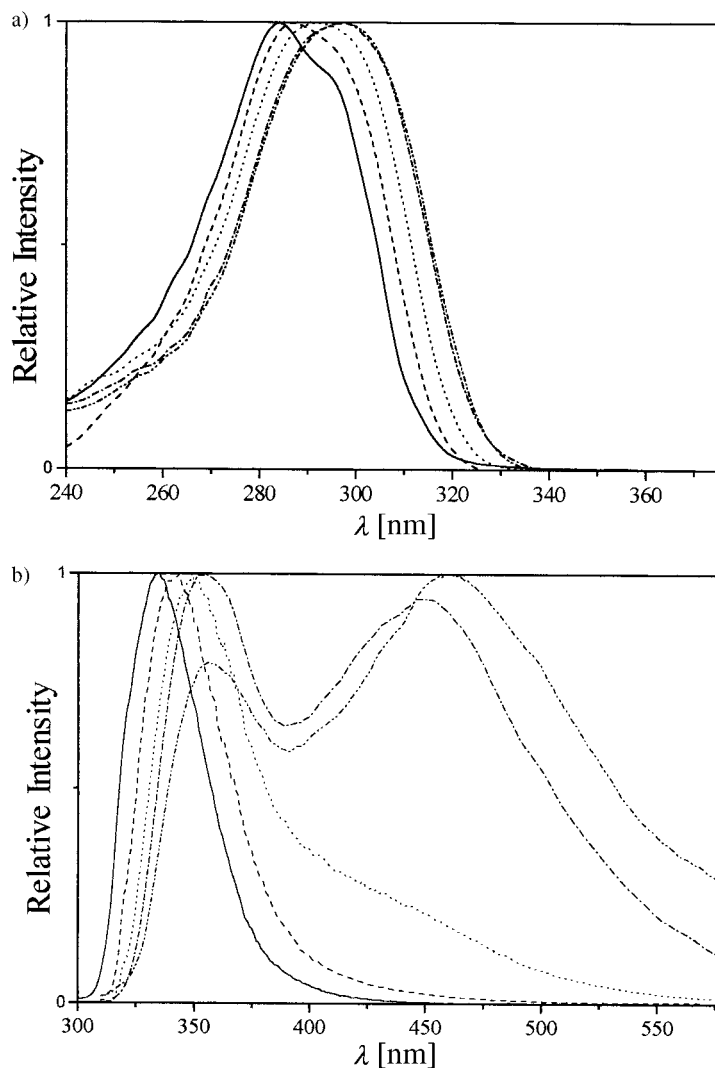 a)
1
Relative Intensity
0
240 260 280 300 320 340 360
λ [nm]
b)
1
Relative Intensity
0
300 350 400 450 500 550
λ [nm]